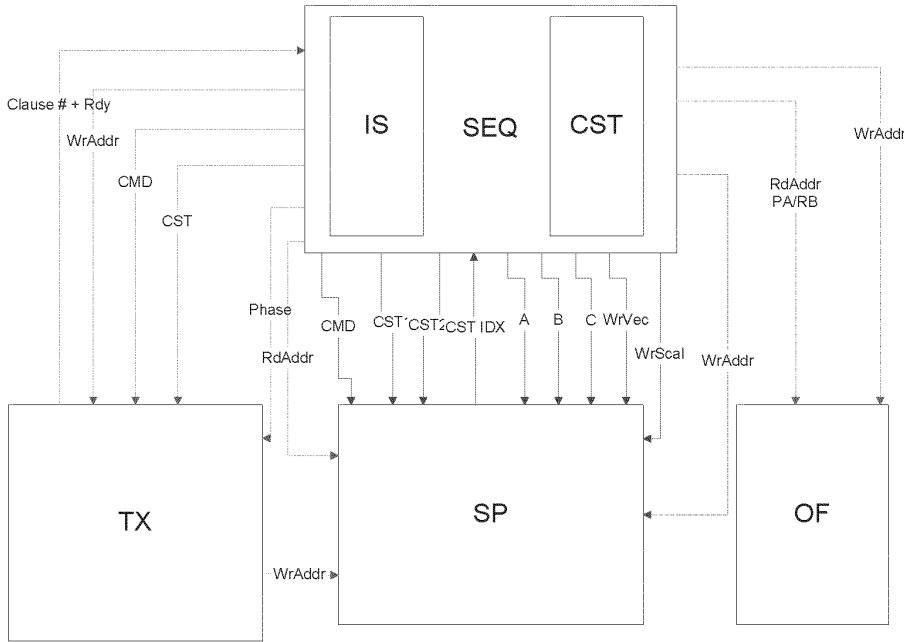 IS
SEQ
CST
Clause # + Rdy
WrAddr
CMD
CST
WrAddr
RdAddr
PA/RB
Phase
RdAddr
CMD
CST1
CST2
CST IDX
A
B
C
WrVec
WrScal
WrAddr
TX
SP
OF
WrAddr